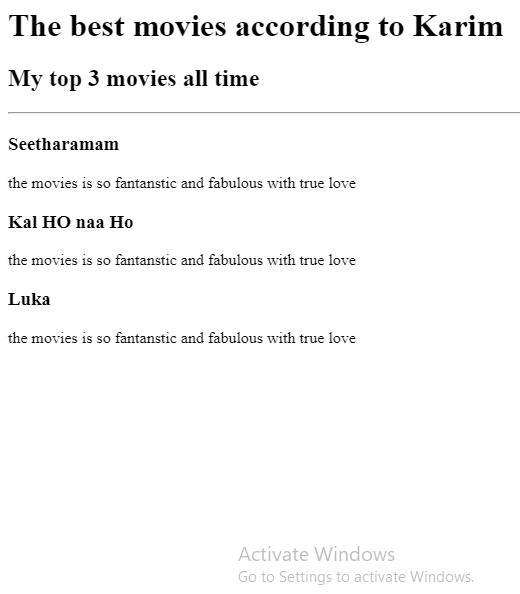 The best movies according to Karim
My top 3 movies all time
Seetharamam
the movies is so fantanstic and fabulous with true love
Kal HO naa Ho
the movies is so fantanstic and fabulous with true love
Luka
the movies is so fantanstic and fabulous with true love
Activate Windows
Go to Settings to activate Windows.